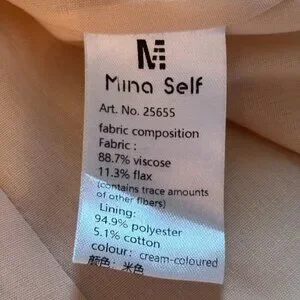 M
Mina Self
Art. No. 25655
fabric composition
Fabric :
88.7% viscose
11.3% flax
(contains trace amounts
of other fibers)
Lining:
94.9% polyester
5.1% cotton
colour: cream-coloured
颜色: 米色